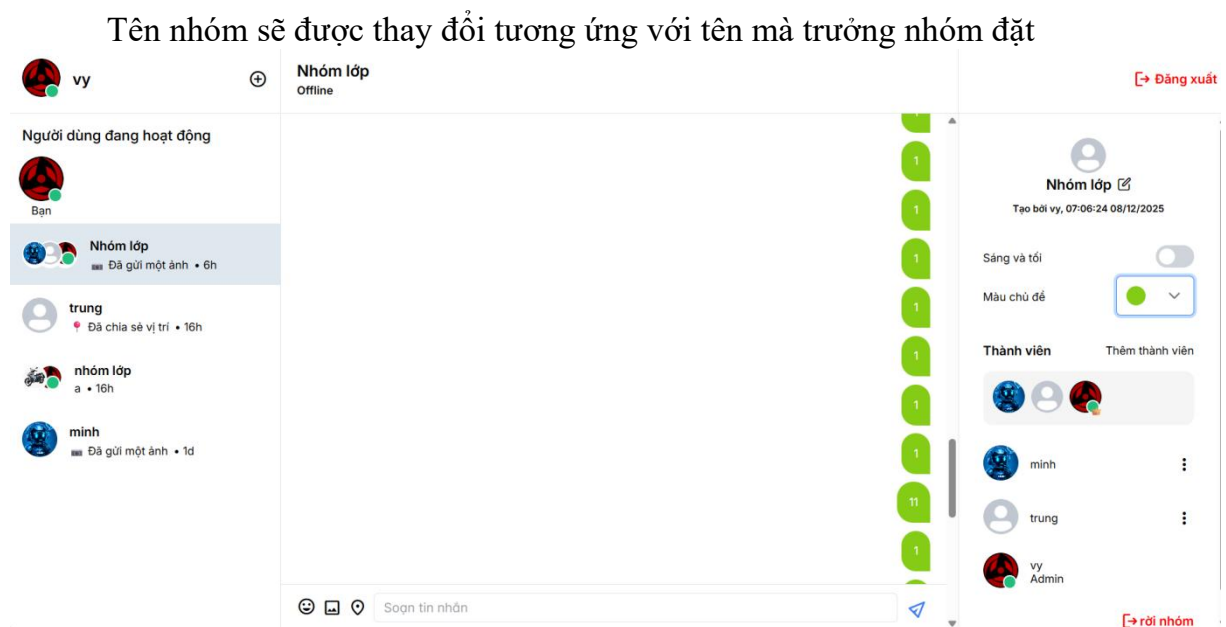 Tên nhóm sẽ được thay đổi tương ứng với tên mà trưởng nhóm đặt
vy
Nhóm lớp
Offline
Đăng xuất
Người dùng đang hoạt động
Bạn
Nhóm lớp
Đã gửi một ảnh • 6h
trung
Đã chia sẻ vị trí • 16h
nhóm lớp
a • 16h
minh
Đã gửi một ảnh • 1d
1
1
1
1
1
1
1
11
1
Soạn tin nhắn
Nhóm lớp
Tạo bởi vy, 07:06:24 08/12/2025
Sáng và tối
Màu chủ đề
Thành viên Thêm thành viên
minh
trung
vy
Admin
rời nhóm